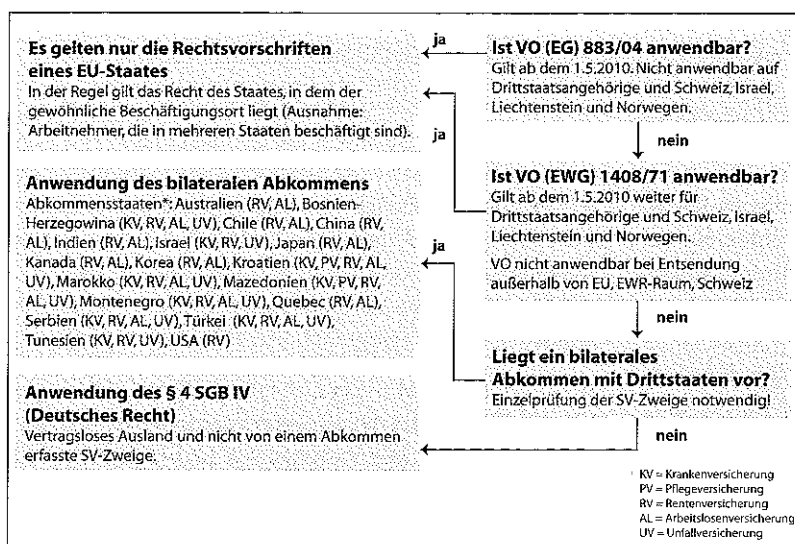 Es gelten nur die Rechtsvorschriften
eines EU-Staates
In der Regel gilt das Recht des Staates, in dem der
gewöhnliche Beschäftigungsort liegt (Ausnahme:
Arbeitnehmer, die in mehreren Staaten beschäftigt sind).
ja
Ist VO (EG) 883/04 anwendbar?
Gilt ab dem 1.5.2010. Nicht anwendbar auf
Drittstaatsangehörige und Schweiz, Israel,
Liechtenstein und Norwegen.
nein
ja
Ist VO (EWG) 1408/71 anwendbar?
Gilt ab dem 1.5.2010 weiter für
Drittstaatsangehörige und Schweiz, Israel,
Liechtenstein und Norwegen.
VO nicht anwendbar bei Entsendung
außerhalb von EU, EWR-Raum, Schweiz
nein
Anwendung des bilateralen Abkommens
Abkommensstaaten*: Australien (RV, AL), Bosnien-
Herzegowina (KV, RV, AL, UV), Chile (RV, AL), China (RV,
AL), Indien (RV, AL), Israel (KV, RV, UV), Japan (RV, AL),
Kanada (RV, AL), Korea (RV, AL), Kroatien (KV, PV, RV, AL,
UV), Marokko (KV, RV, AL, UV), Mazedonien (KV, PV, RV,
AL, UV), Montenegro (KV, RV, AL, UV), Quebec (RV, AL),
Serbien (KV, RV, AL, UV), Türkei (KV, RV, AL, UV),
Tunesien (KV, RV, UV), USA (RV)
ja
Liegt ein bilaterales
Abkommen mit Drittstaaten vor?
Einzelprüfung der SV-Zweige notwendig!
nein
Anwendung des § 4 SGB IV
(Deutsches Recht)
Vertragsloses Ausland und nicht von einem Abkommen
erfasste SV-Zweige.
* KV = Krankenversicherung
PV = Pflegeversicherung
RV = Rentenversicherung
AL = Arbeitslosenversicherung
UV = Unfallversicherung